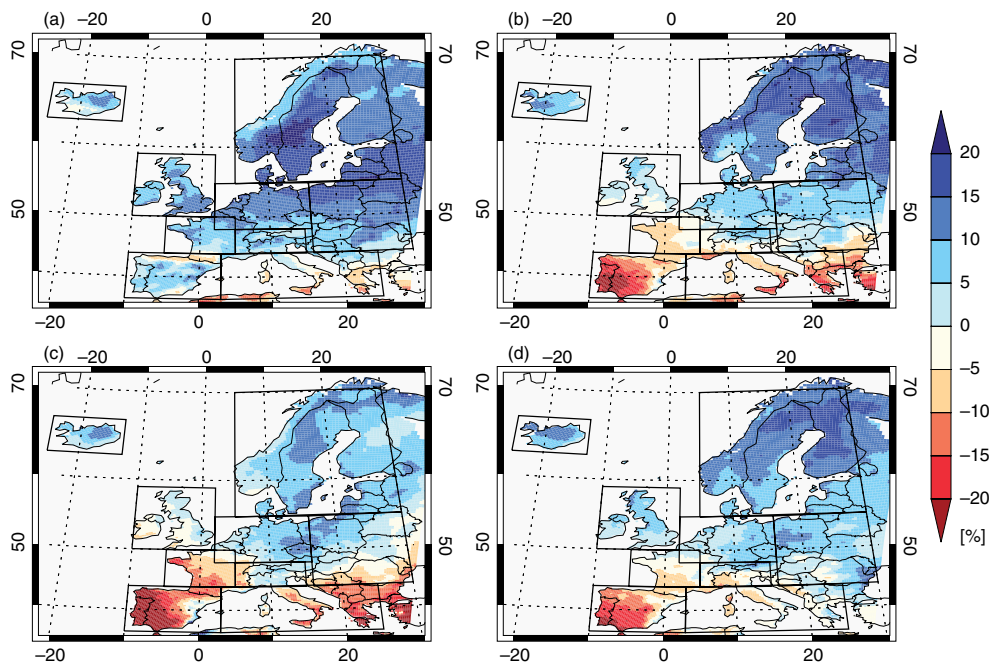 (a) −20 0 20
(b) −20 0 20
70 70 70 70
50 50 50 50
−20 0 20
−20 0 20
20
15
10
5
0
−5
−10
−15
−20
[%]
(c) −20 0 20
(d) −20 0 20
70 70 70 70
50 50 50 50
−20 0 20
−20 0 20